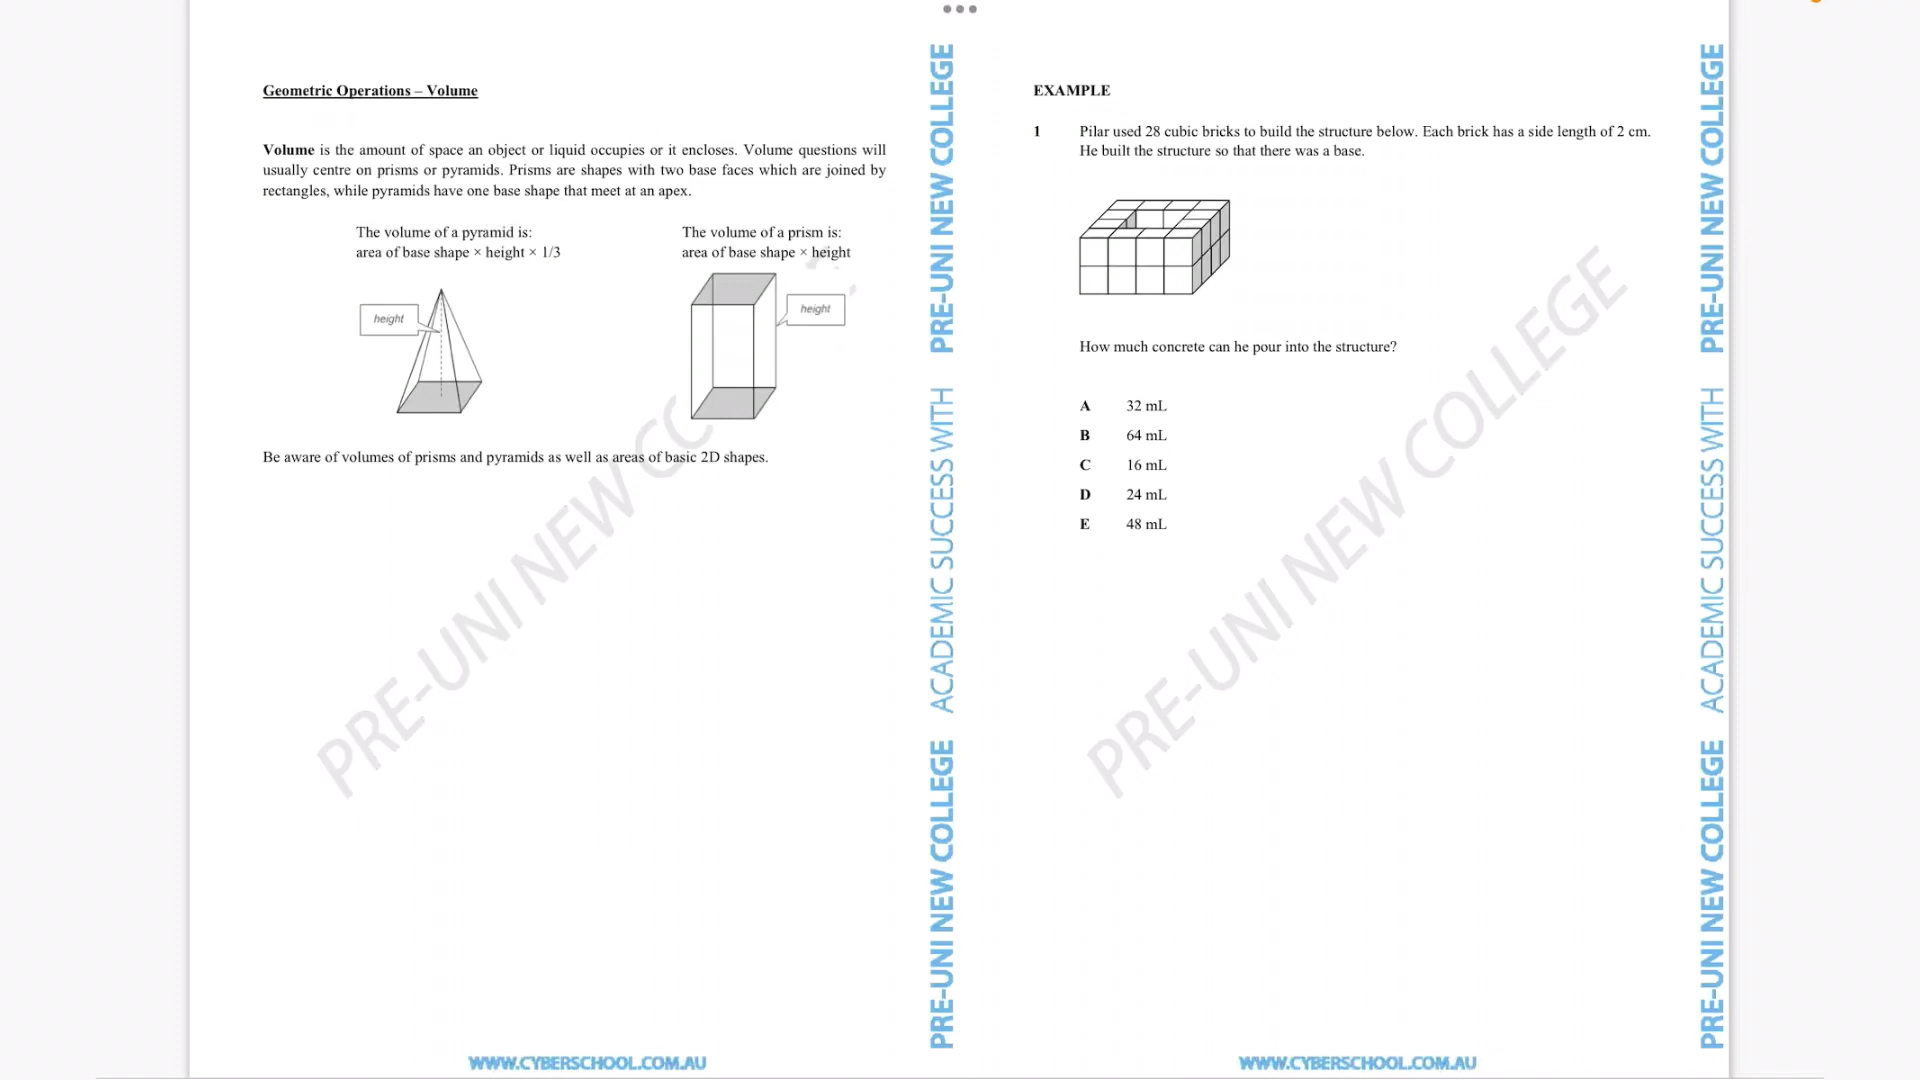 Geometric Operations – Volume
Volume is the amount of space an object or liquid occupies or it encloses. Volume questions will
usually centre on prisms or pyramids. Prisms are shapes with two base faces which are joined by
rectangles, while pyramids have one base shape that meet at an apex.
The volume of a pyramid is:
area of base shape × height × 1/3
The volume of a prism is:
area of base shape × height
height
height
Be aware of volumes of prisms and pyramids as well as areas of basic 2D shapes.
PRE-UNI NEW CO
PRE-UNI NEW COLLEGE ACADEMIC SUCCESS WITH PRE-UNI NEW COLLEGE
WWW.CYBERSCHOOL.COM.AU
EXAMPLE
1 Pilar used 28 cubic bricks to build the structure below. Each brick has a side length of 2 cm.
He built the structure so that there was a base.
How much concrete can he pour into the structure?
A 32 mL
B 64 mL
C 16 mL
D 24 mL
E 48 mL
PRE-UNI NEW COLLEGE
PRE-UNI NEW COLLEGE ACADEMIC SUCCESS WITH PRE-UNI NEW COLLEGE
WWW.CYBERSCHOOL.COM.AU